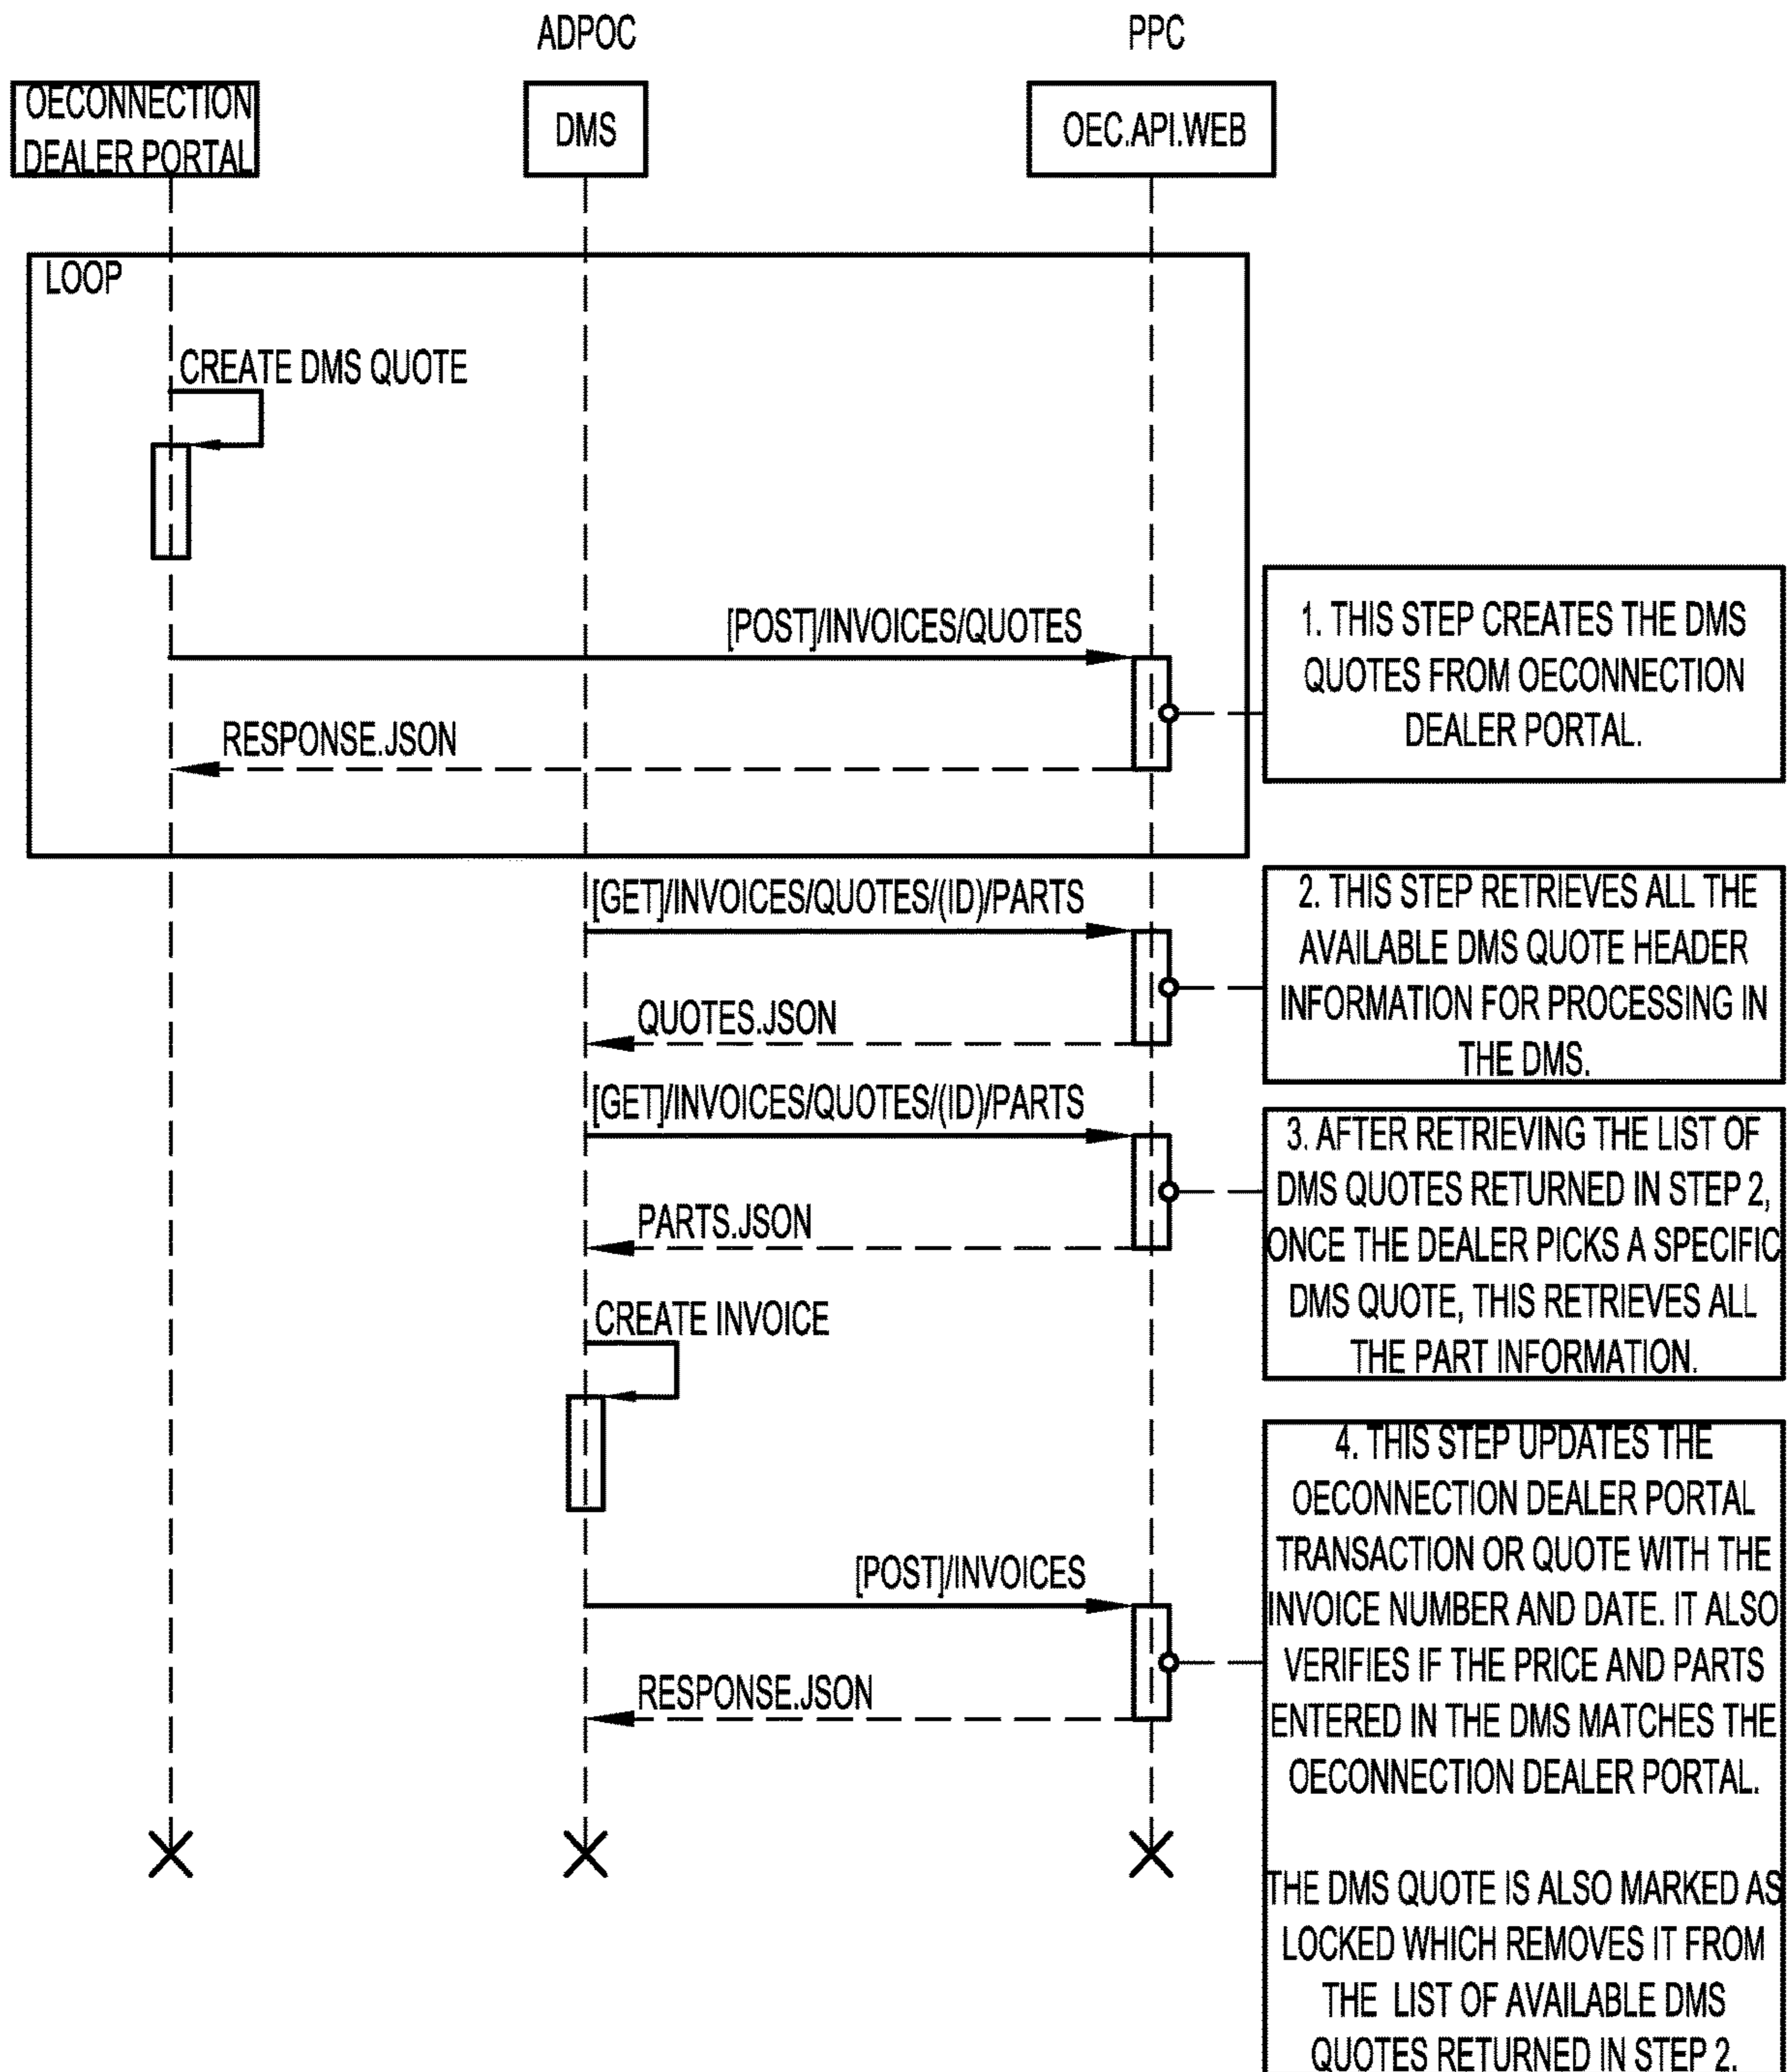 ADPOC
PPC
OECONNECTION
DEALER PORTAL
DMS
OEC.API.WEB
LOOP
CREATE DMS QUOTE
[POST]/INVOICES/QUOTES
RESPONSE.JSON
1. THIS STEP CREATES THE DMS
QUOTES FROM OECONNECTION
DEALER PORTAL.
[GET]/INVOICES/QUOTES/(ID)/PARTS
QUOTES.JSON
2. THIS STEP RETRIEVES ALL THE
AVAILABLE DMS QUOTE HEADER
INFORMATION FOR PROCESSING IN
THE DMS.
[GET]/INVOICES/QUOTES/(ID)/PARTS
PARTS.JSON
3. AFTER RETRIEVING THE LIST OF
DMS QUOTES RETURNED IN STEP 2,
ONCE THE DEALER PICKS A SPECIFIC
DMS QUOTE, THIS RETRIEVES ALL
THE PART INFORMATION.
CREATE INVOICE
[POST]/INVOICES
RESPONSE.JSON
4. THIS STEP UPDATES THE
OECONNECTION DEALER PORTAL
TRANSACTION OR QUOTE WITH THE
INVOICE NUMBER AND DATE. IT ALSO
VERIFIES IF THE PRICE AND PARTS
ENTERED IN THE DMS MATCHES THE
OECONNECTION DEALER PORTAL.
THE DMS QUOTE IS ALSO MARKED AS
LOCKED WHICH REMOVES IT FROM
THE LIST OF AVAILABLE DMS
QUOTES RETURNED IN STEP 2.